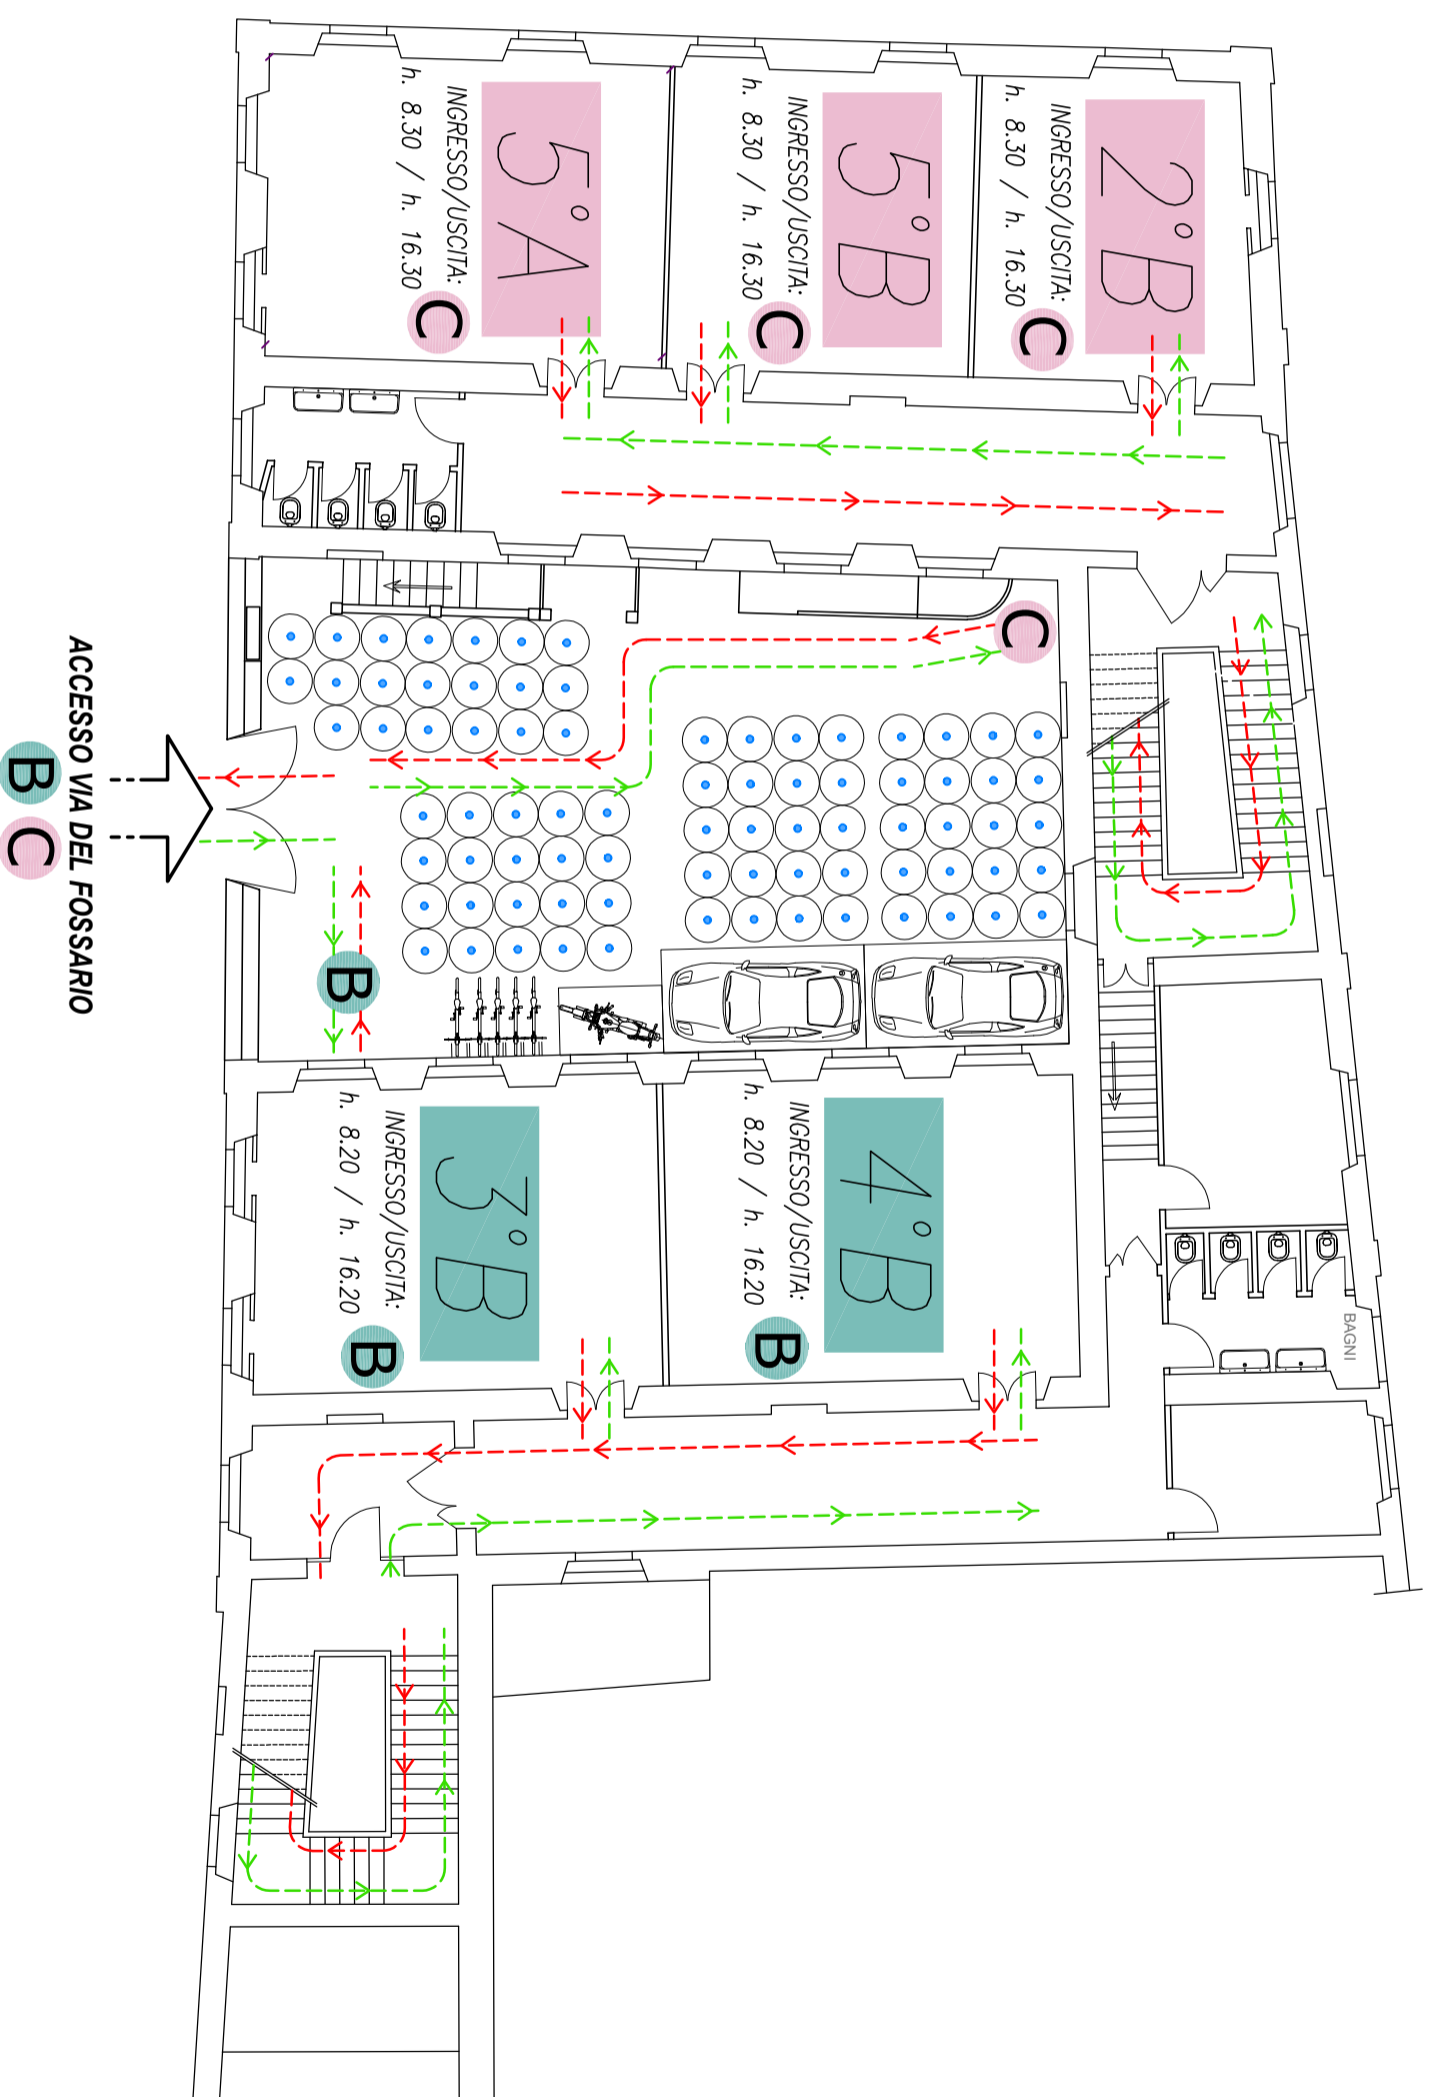 2°B
INGRESSO/USCITA:
h. 8.30 / h. 16.30
C
5°B
INGRESSO/USCITA:
h. 8.30 / h. 16.30
C
5°A
INGRESSO/USCITA:
h. 8.30 / h. 16.30
C
C
B
4°B
INGRESSO/USCITA:
h. 8.20 / h. 16.20
B
3°B
INGRESSO/USCITA:
h. 8.20 / h. 16.20
B
BAGNI
ACCESSO VIA DEL FOSSARIO
B C